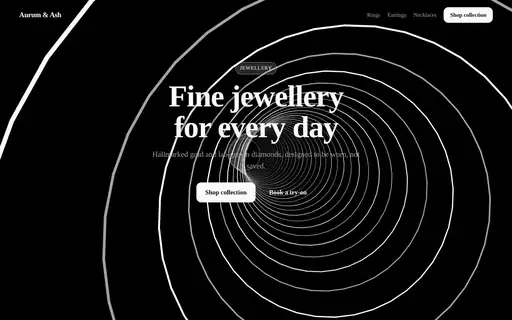 Aurum & Ash
Rings Earrings Necklaces Shop collection
JEWELLERY
Fine jewellery
for every day
Hallmarked gold and lab-grown diamonds, designed to be worn, not
saved.
Shop collection Book a try-on